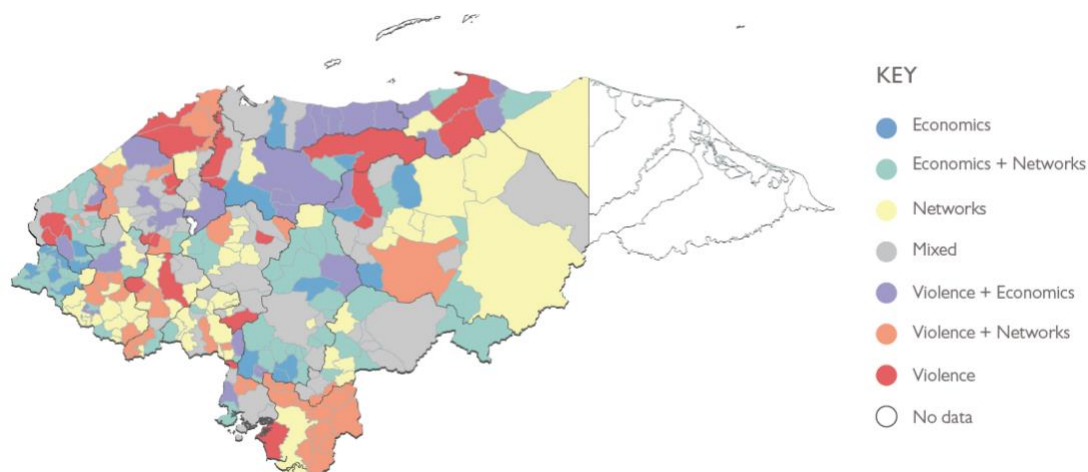 KEY
Economics
Economics + Networks
Networks
Mixed
Violence + Economics
Violence + Networks
Violence
No data